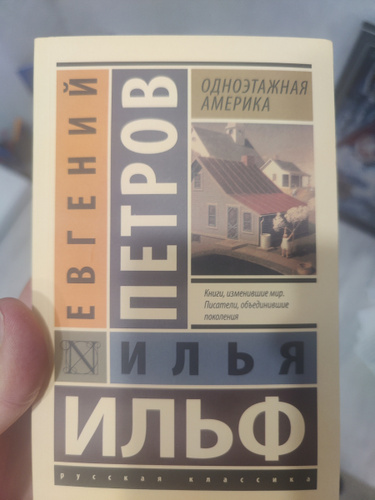 ЕВГЕНИЙ
ПЕТРОВ
ОДНОЭТАЖНАЯ
АМЕРИКА
Книги, изменившие мир.
Писатели, объединившие
поколения
N
ИЛЬЯ
ИЛЬФ
русская классика